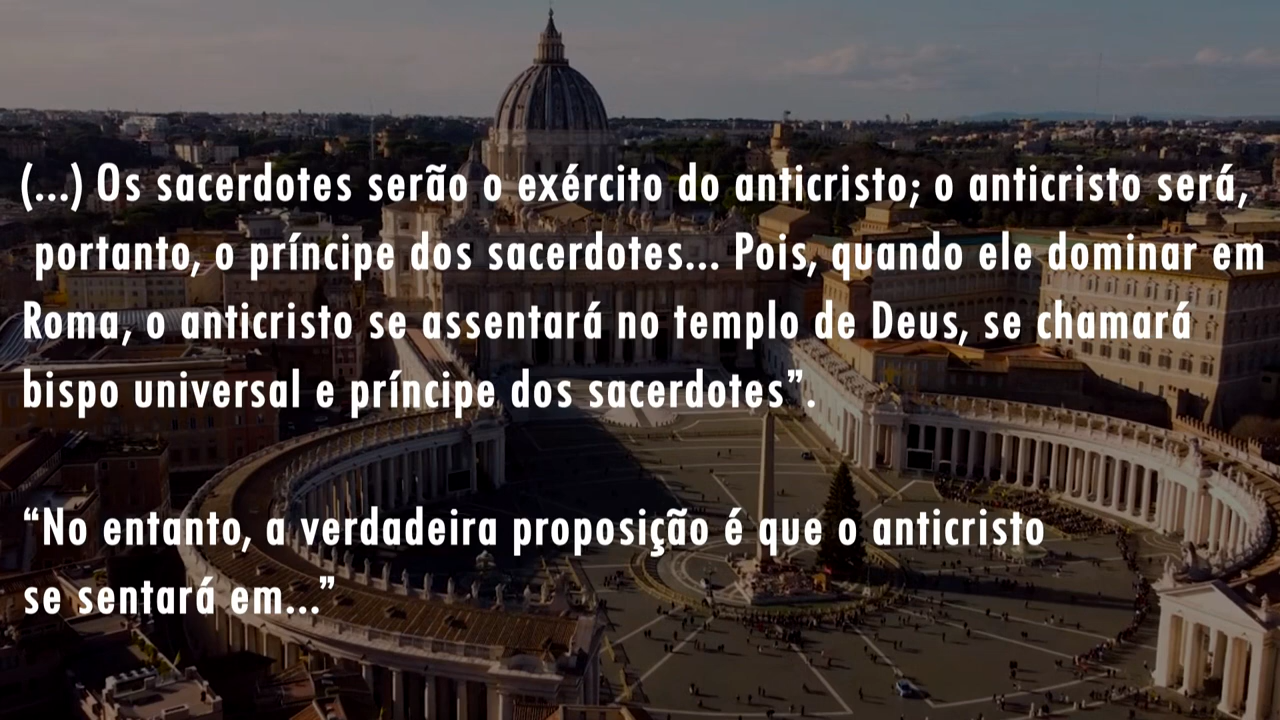 (...) Os sacerdotes serão o exército do anticristo; o anticristo será,
portanto, o príncipe dos sacerdotes... Pois, quando ele dominar em
Roma, o anticristo se assentará no templo de Deus, se chamará
bispo universal e príncipe dos sacerdotes”.
“No entanto, a verdadeira proposição é que o anticristo
se sentará em...”